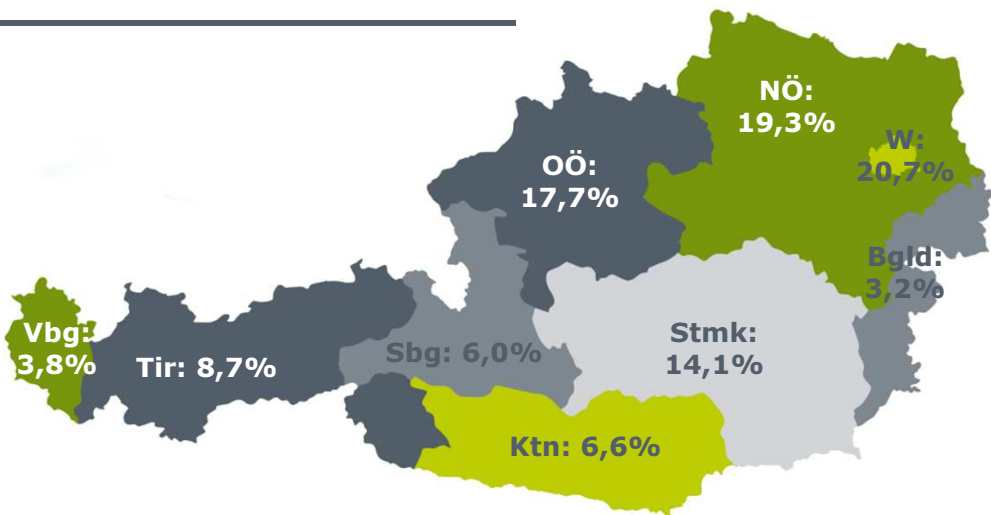 NÖ:
19,3%
W:
20,7%
OÖ:
17,7%
Bgld:
3,2%
Vbg:
3,8%
Tir: 8,7%
Sbg: 6,0%
Stmk:
14,1%
Ktn: 6,6%